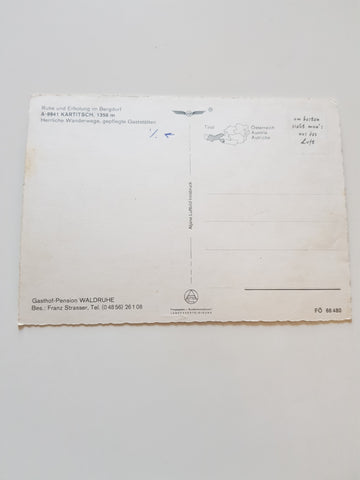 Ruhe und Erholung im Bergdorf
A-9941 KARTITSCH, 1356 m
Herrliche Wanderwege, gepflegte Gaststätten
®
Tirol
Österreich
Austria
Autriche
am besten
sieht man's
aus der
Luft
Alpine Luftbild Innsbruck
Gasthof-Pension WALDRUHE
Bes.: Franz Strasser, Tel. (0 48 56) 26 1 08
FÖ 66 480